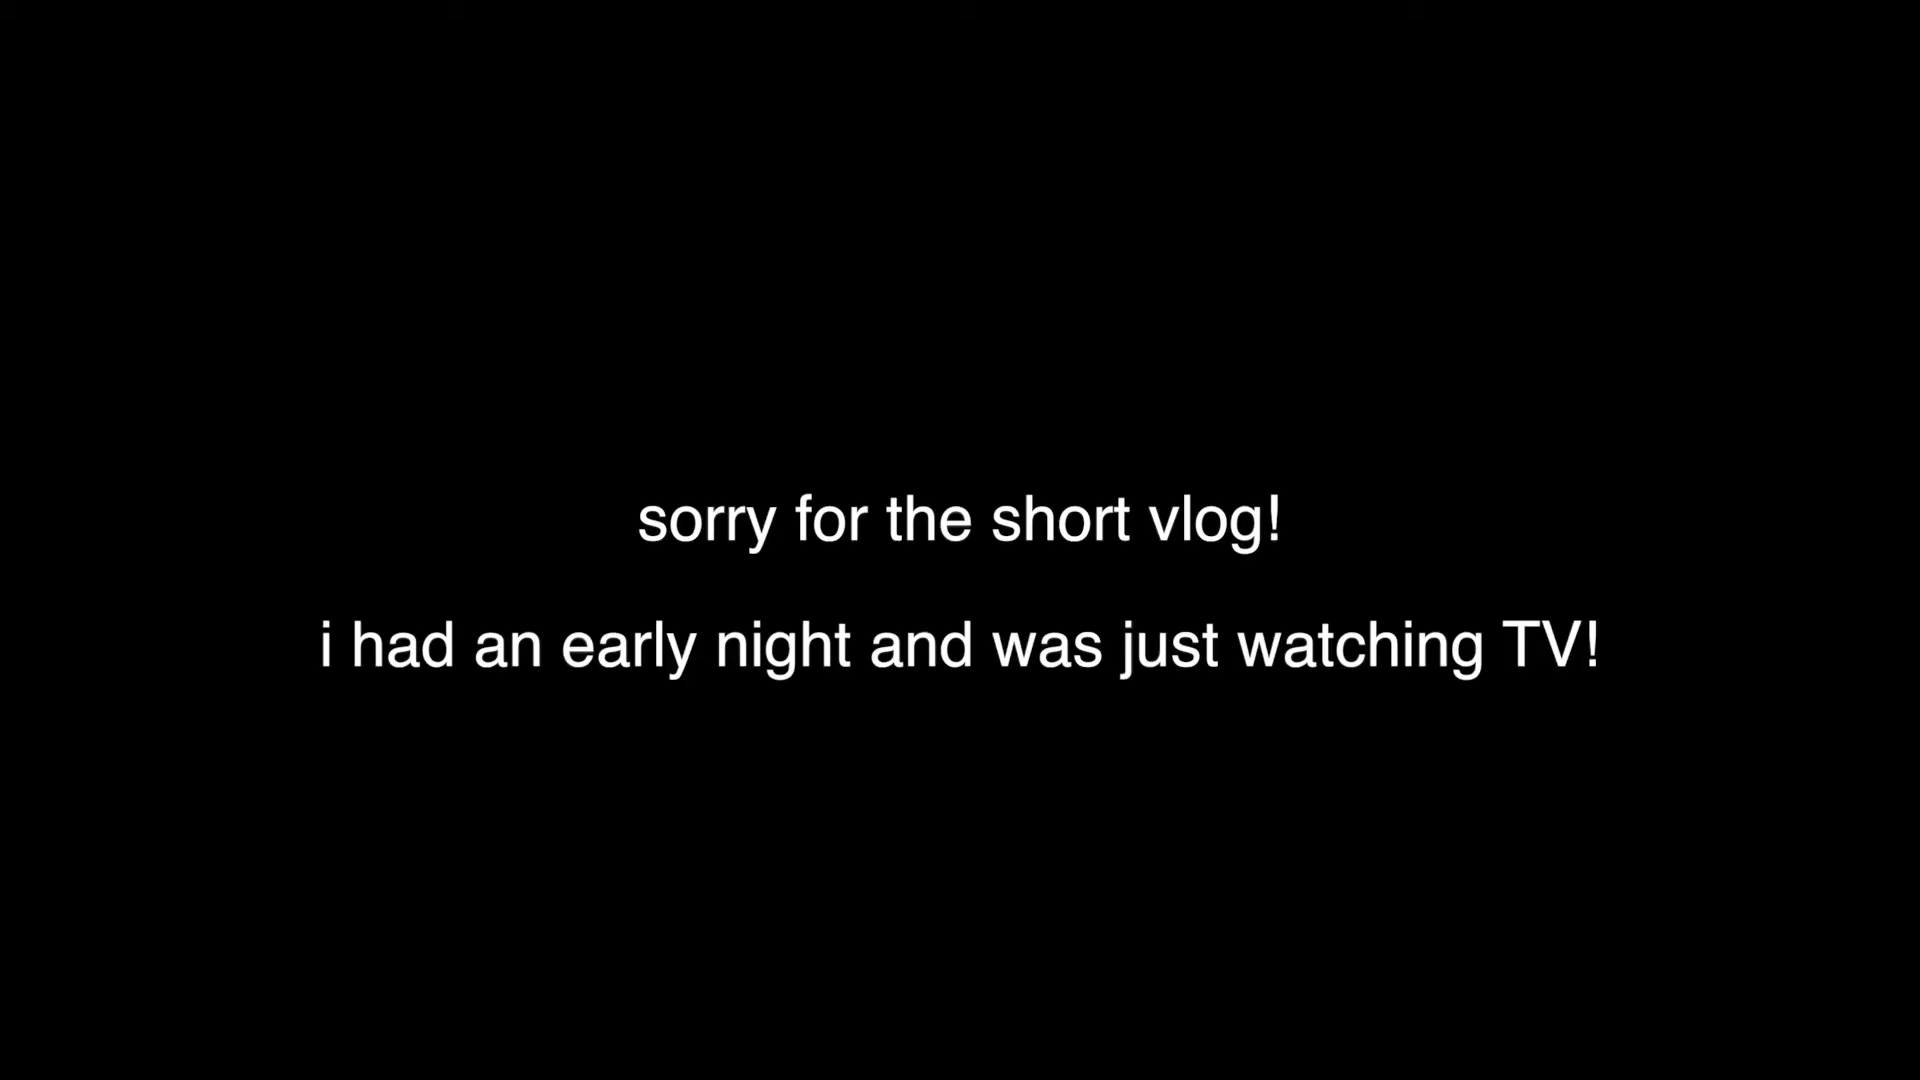 sorry for the short vlog!
i had an early night and was just watching TV!